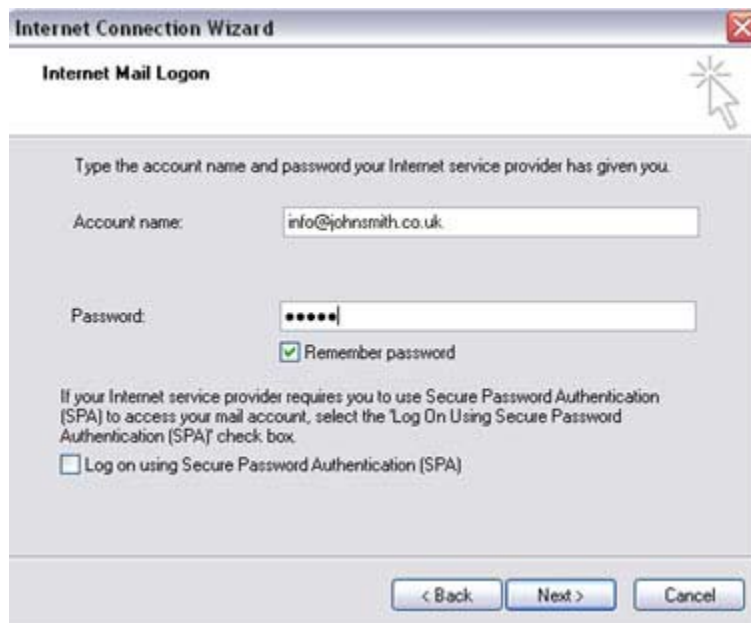 Internet Connection Wizard
Internet Mail Logon
Type the account name and password your Internet service provider has given you.
Account name:
info@johnsmith.co.uk
Password:
●●●●●
Remember password
If your Internet service provider requires you to use Secure Password Authentication
(SPA) to access your mail account, select the 'Log On Using Secure Password
Authentication (SPA)' check box.
Log on using Secure Password Authentication (SPA)
< Back
Next >
Cancel